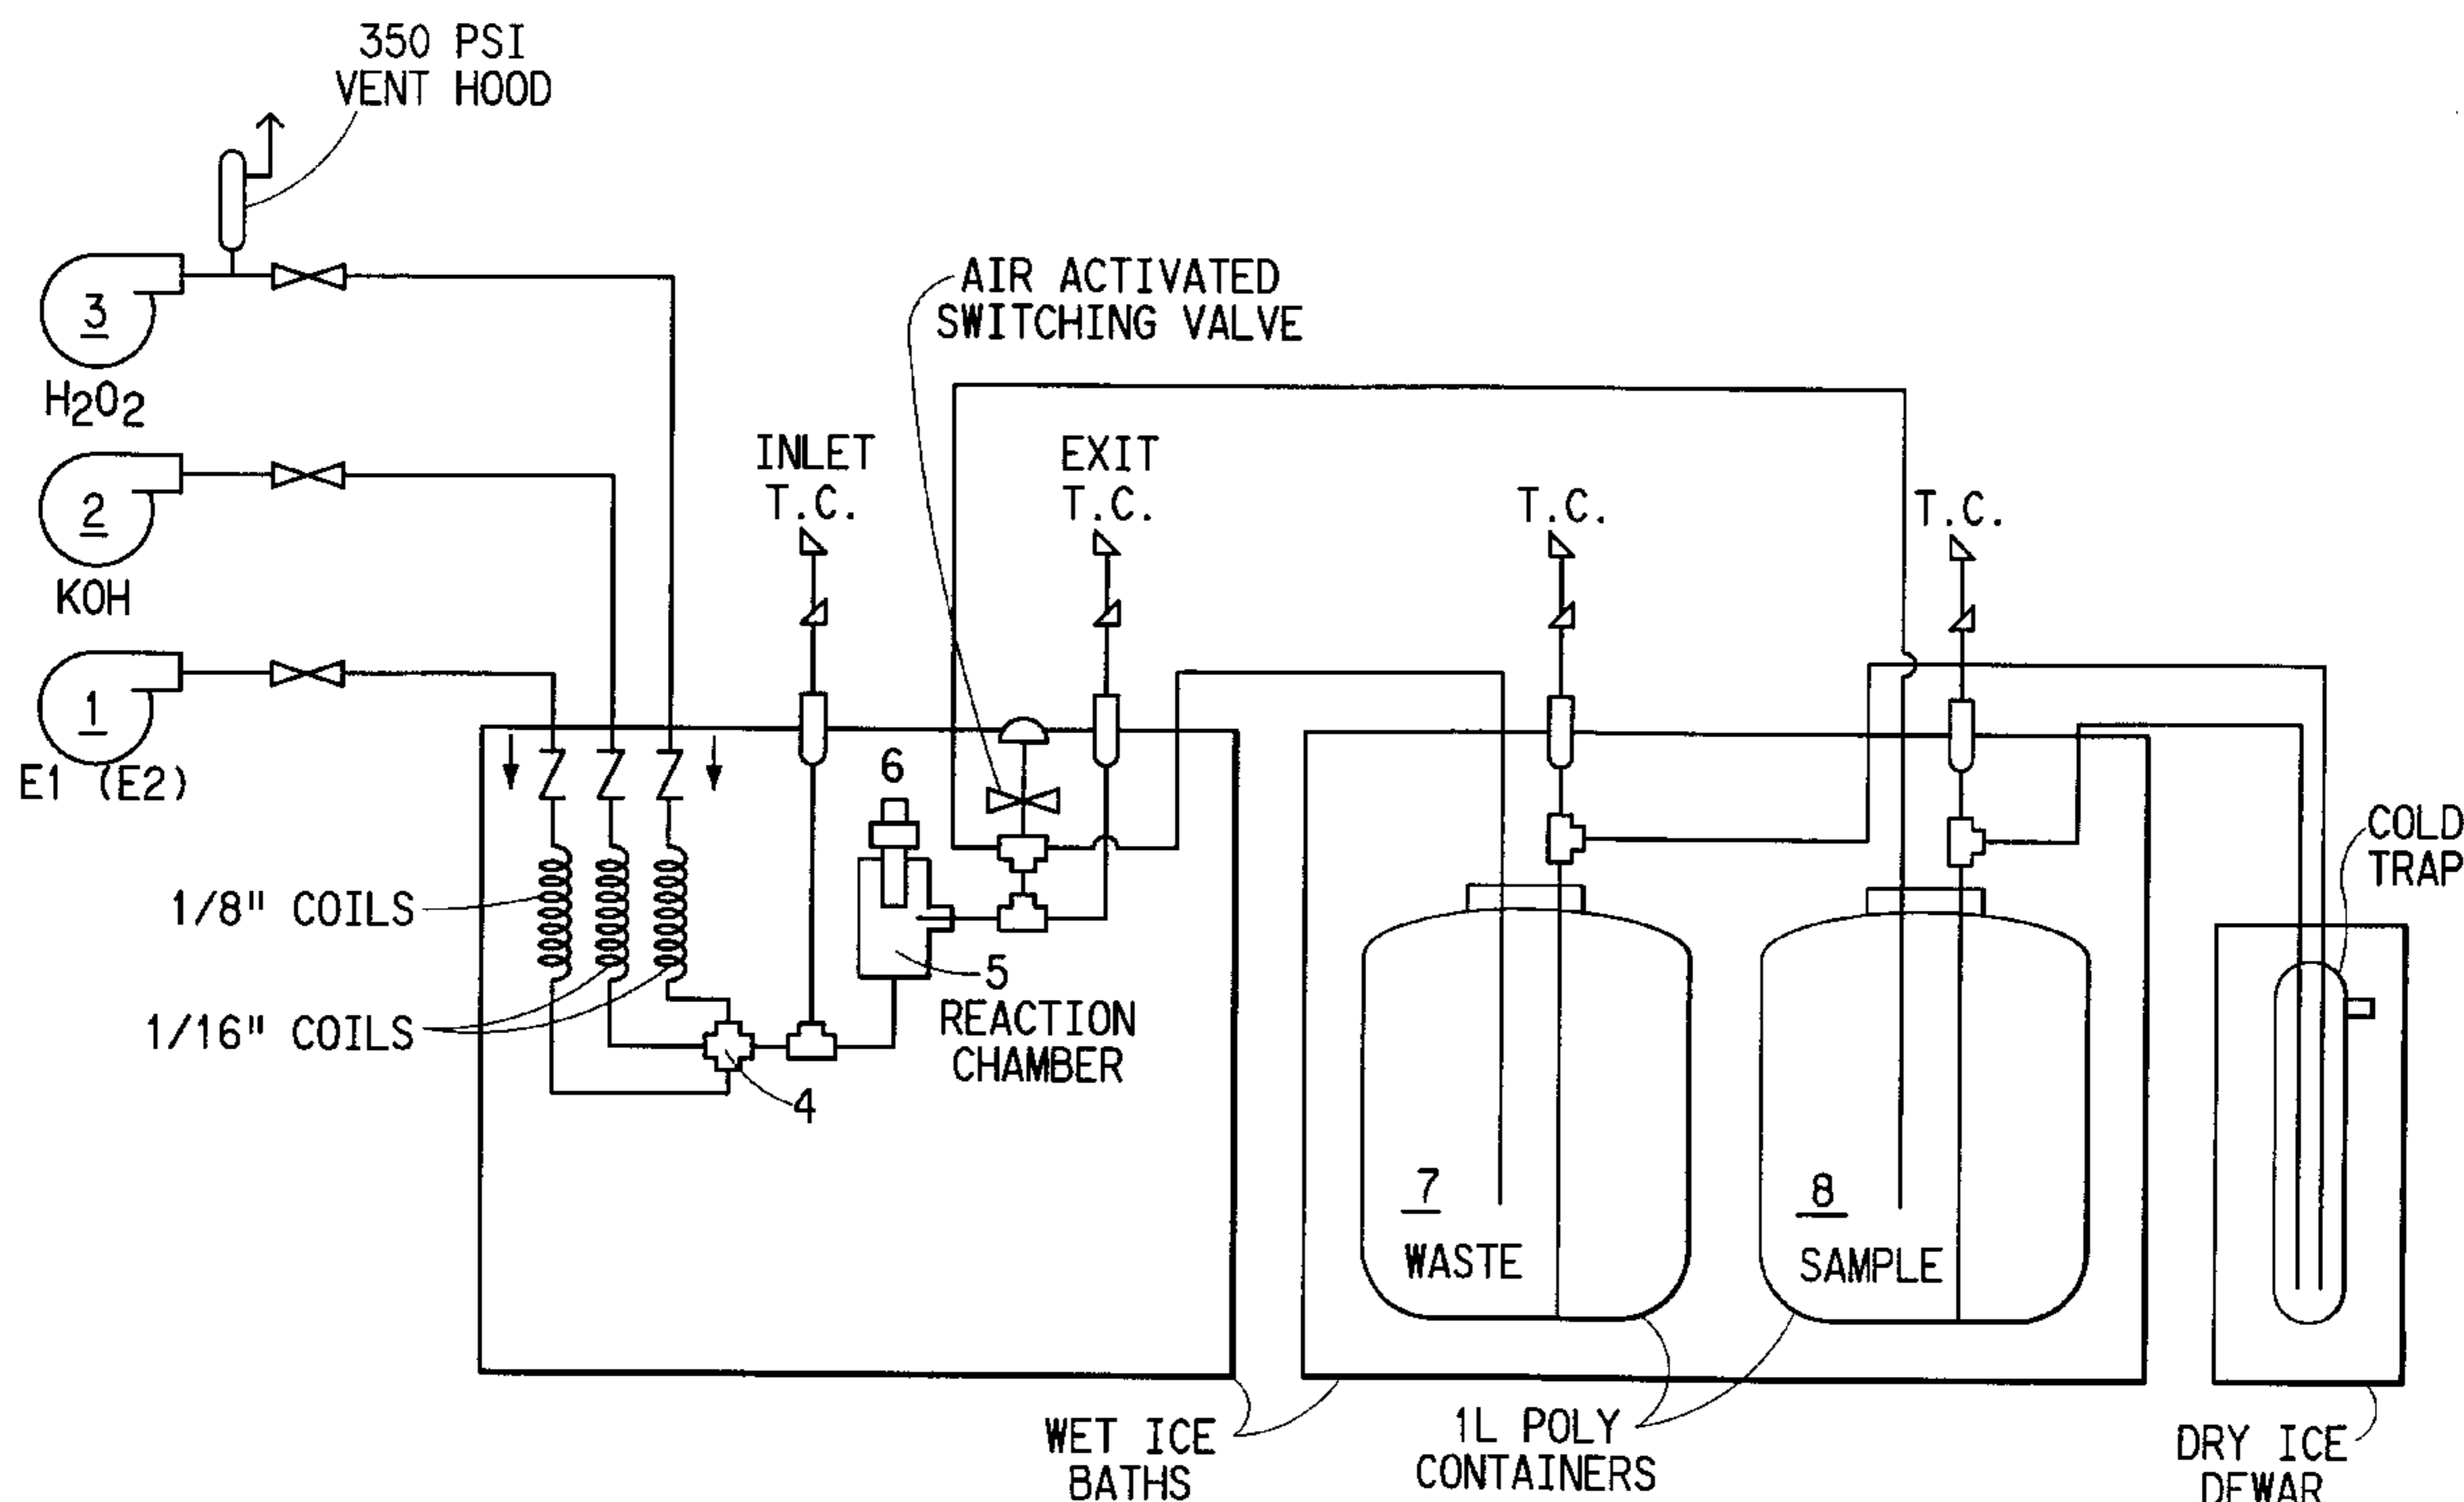 350 PSI
VENT HOOD
3
H2O2
AIR ACTIVATED
SWITCHING VALVE
2
KOH
INLET
T.C.
EXIT
T.C.
T.C.
T.C.
1
E1 (E2)
6
COLD
TRAP
1/8" COILS
5
REACTION
CHAMBER
1/16" COILS
4
7
WASTE
8
SAMPLE
WET ICE
BATHS
1L POLY
CONTAINERS
DRY ICE
DEWAR